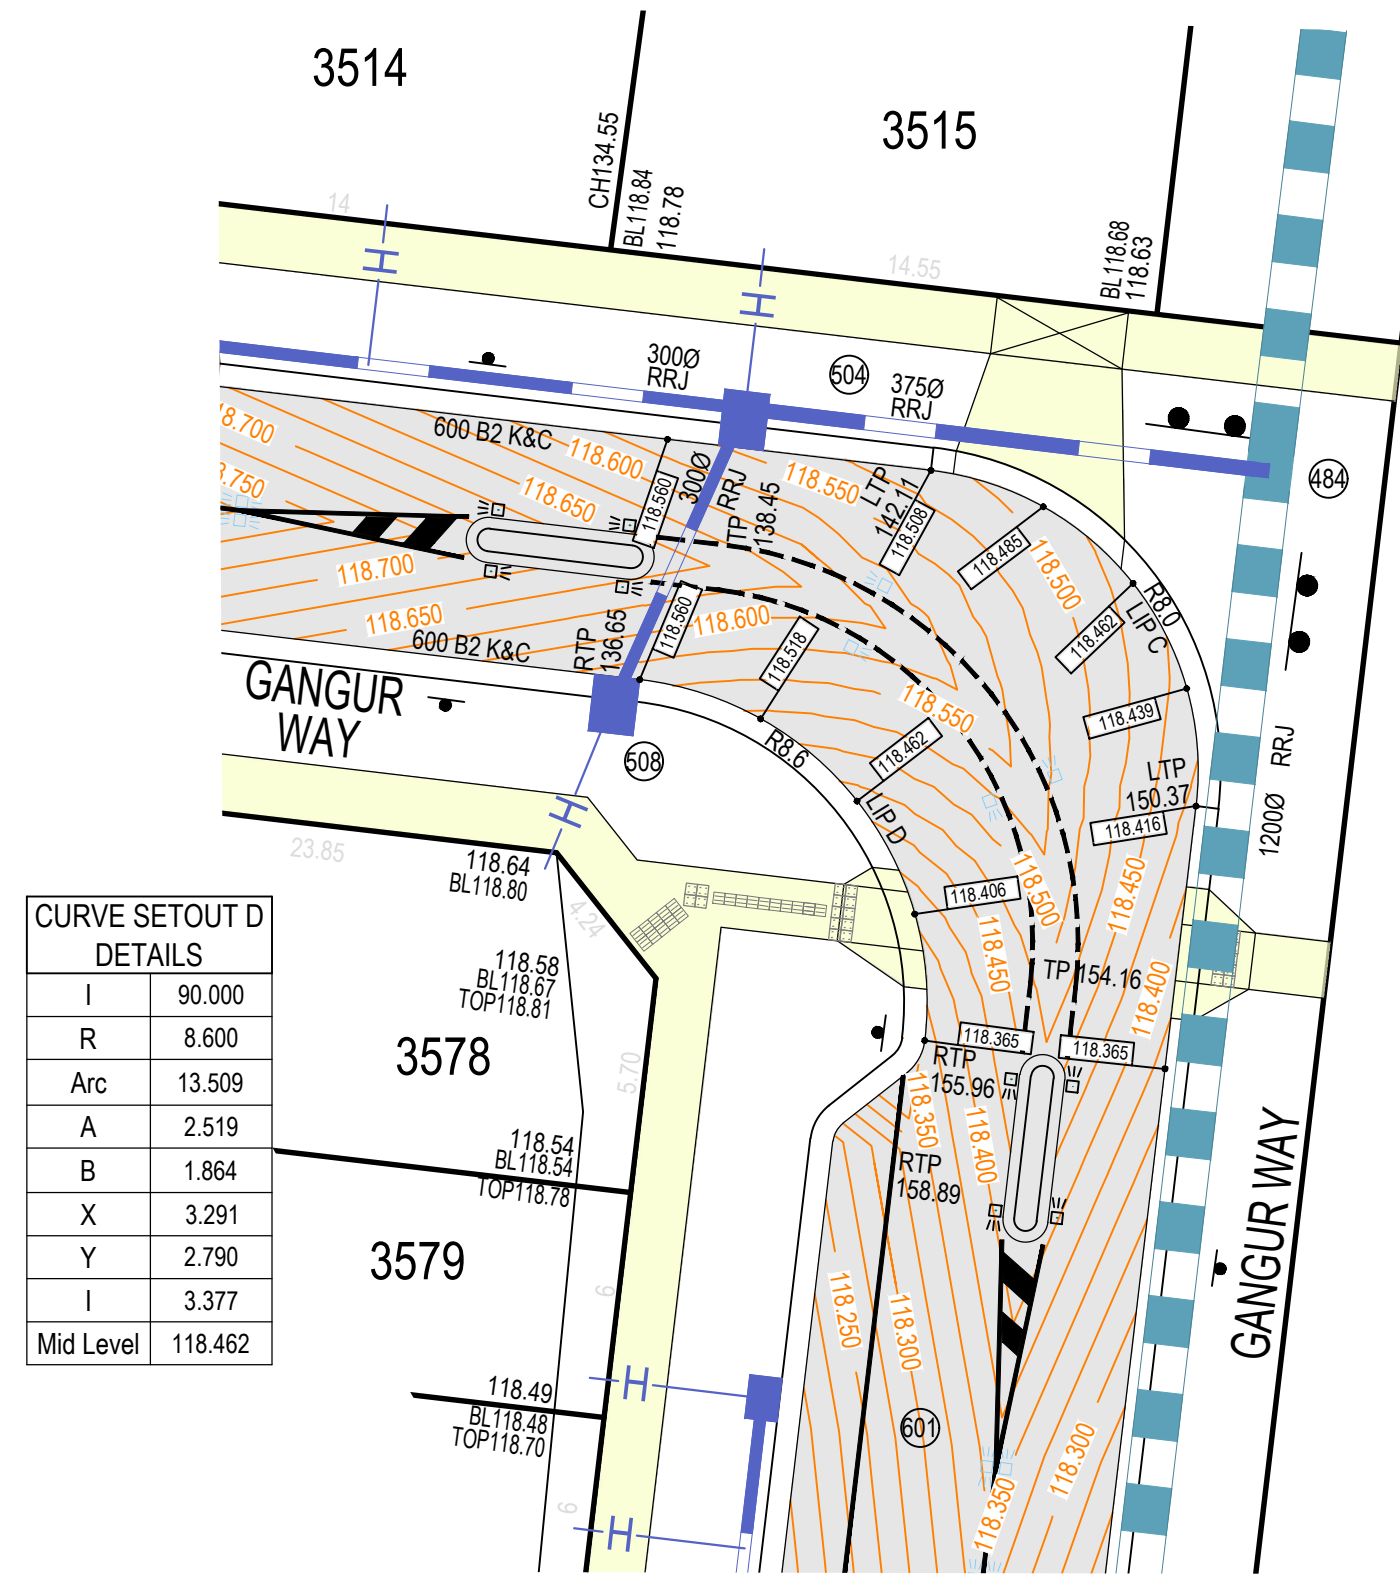 3514
3515
CH134.55
BL118.84
118.78
BL118.68
118.63
14
14.55
300Ø
RRJ
504
375Ø
RRJ
484
18.700
3.750
600 B2 K&C
118.600
118.650
118.560
300Ø
RRJ
TP
138.45
118.550
LTP
142.11
118.508
118.485
118.500
R8.0
LIP C
118.462
118.700
118.650
600 B2 K&C
RTP
136.65
118.560
118.600
118.518
118.550
118.439
GANGUR
WAY
508
R8.6
118.462
LIP D
LTP
150.37
118.416
1200Ø RRJ
23.85
118.64
BL118.80
4.24
118.406
118.500
118.450
118.450
TP 154.16
118.400
118.58
BL118.67
TOP118.81
3578
5.70
118.365
118.365
RTP
155.96
118.350
118.400
RTP
158.89
118.54
BL118.54
TOP118.78
3579
6
GANGUR WAY
118.250
118.300
118.49
BL118.48
TOP118.70
601
118.300
118.350
6
CURVE SETOUT D
DETAILS
I 90.000
R 8.600
Arc 13.509
A 2.519
B 1.864
X 3.291
Y 2.790
I 3.377
Mid Level 118.462
H
H
H
H
H